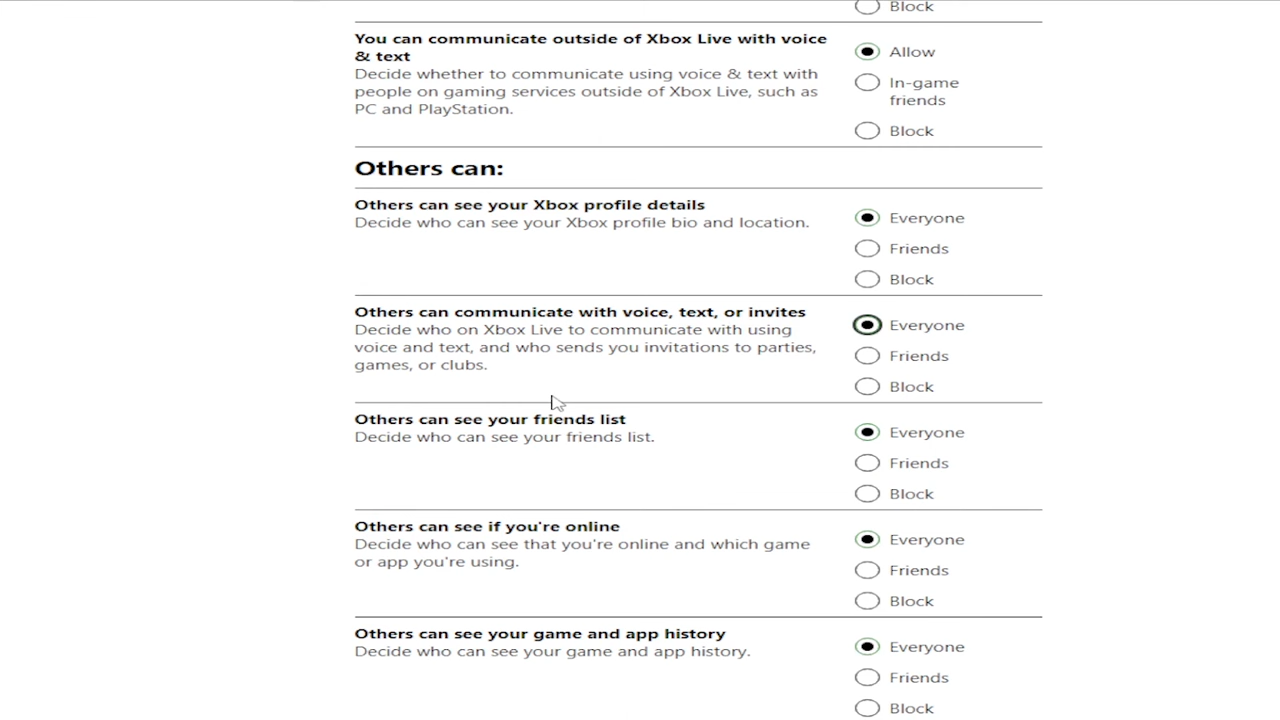 Block
You can communicate outside of Xbox Live with voice
& text
Decide whether to communicate using voice & text with
people on gaming services outside of Xbox Live, such as
PC and PlayStation.
Allow
In-game
friends
Block
Others can:
Others can see your Xbox profile details
Decide who can see your Xbox profile bio and location.
Everyone
Friends
Block
Others can communicate with voice, text, or invites
Decide who on Xbox Live to communicate with using
voice and text, and who sends you invitations to parties,
games, or clubs.
Everyone
Friends
Block
Others can see your friends list
Decide who can see your friends list.
Everyone
Friends
Block
Others can see if you're online
Decide who can see that you're online and which game
or app you're using.
Everyone
Friends
Block
Others can see your game and app history
Decide who can see your game and app history.
Everyone
Friends
Block